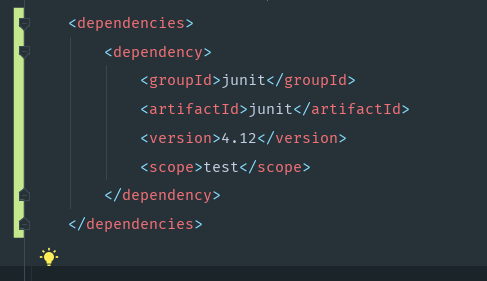 <dependencies>
<dependency>
<groupId>junit</groupId>
<artifactId>junit</artifactId>
<version>4.12</version>
<scope>test</scope>
</dependency>
</dependencies>